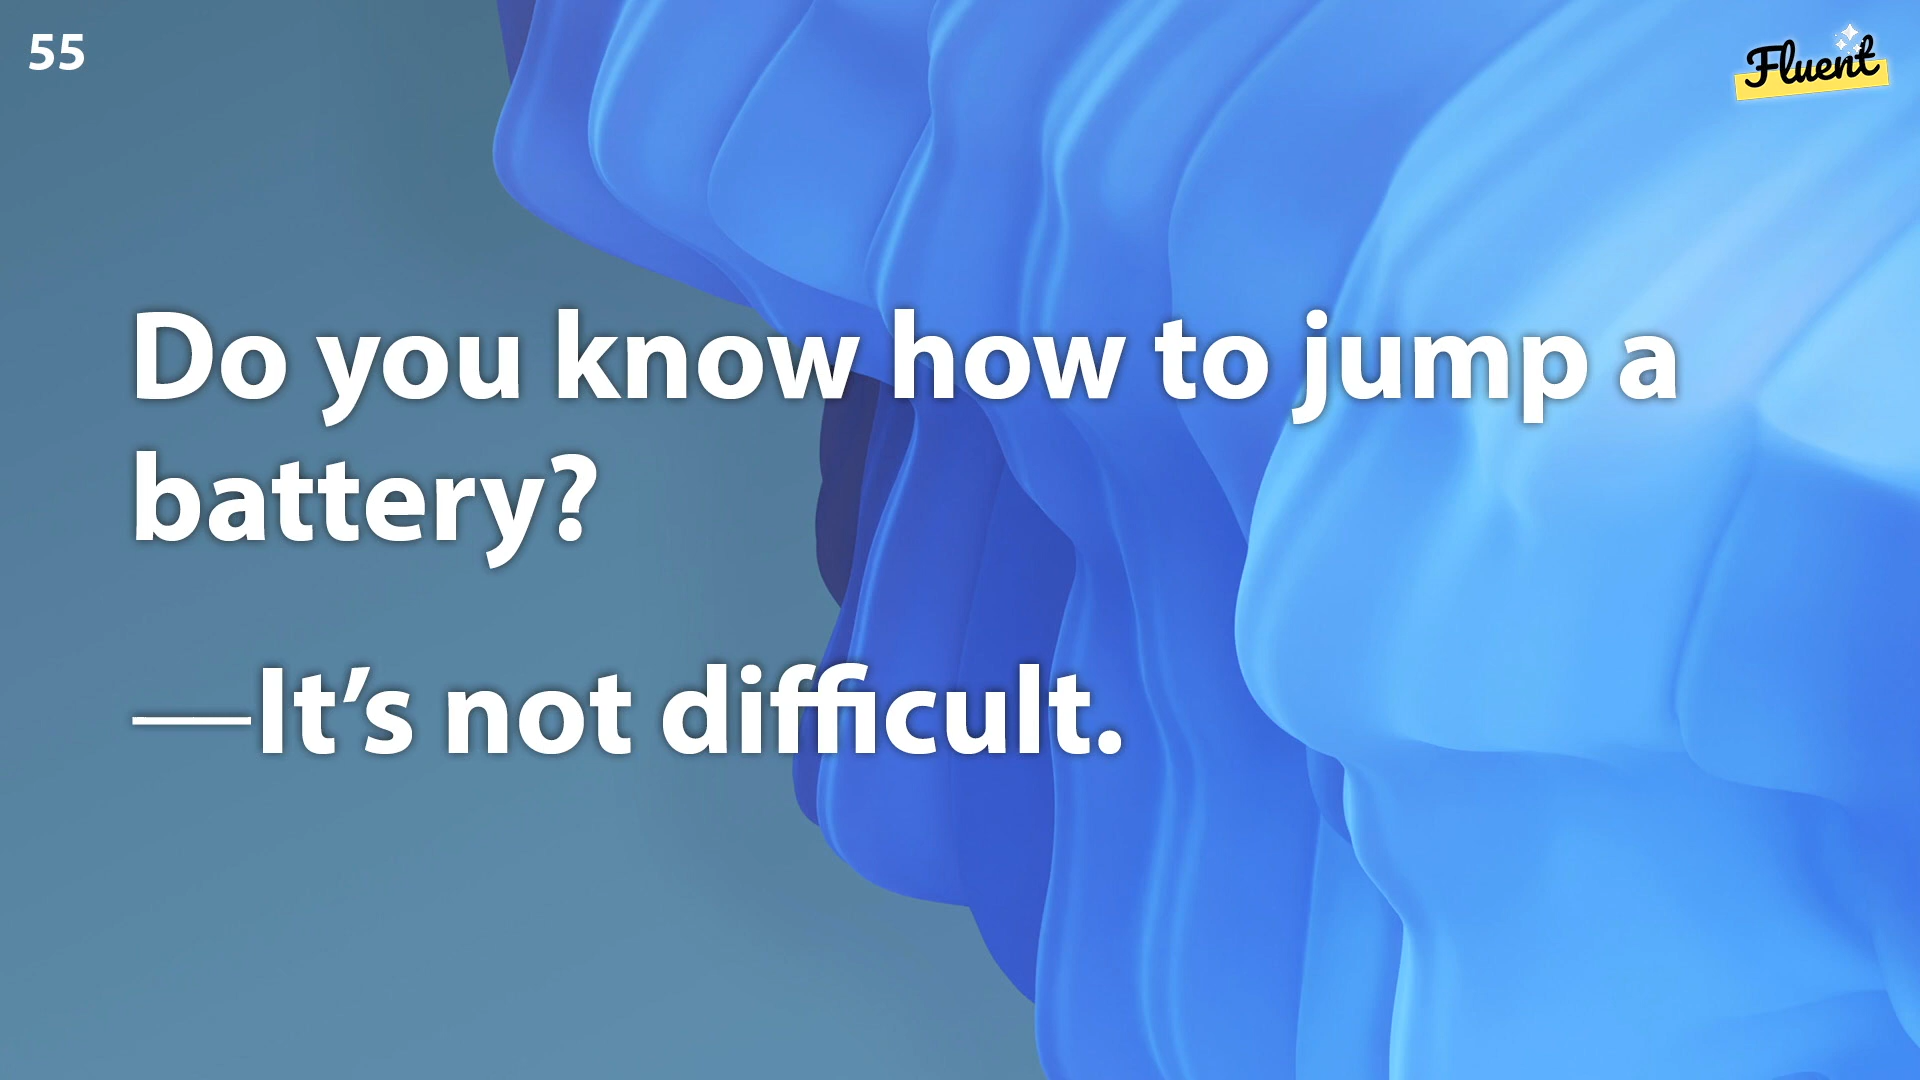 55
Fluent
Do you know how to jump a
battery?
—It’s not difficult.